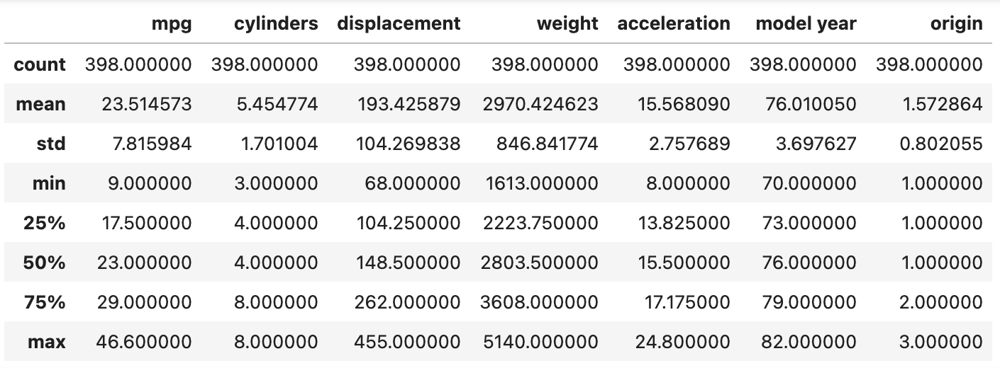 mpg cylinders displacement weight acceleration model year origin
count 398.000000 398.000000 398.000000 398.000000 398.000000 398.000000 398.000000
mean 23.514573 5.454774 193.425879 2970.424623 15.568090 76.010050 1.572864
std 7.815984 1.701004 104.269838 846.841774 2.757689 3.697627 0.802055
min 9.000000 3.000000 68.000000 1613.000000 8.000000 70.000000 1.000000
25% 17.500000 4.000000 104.250000 2223.750000 13.825000 73.000000 1.000000
50% 23.000000 4.000000 148.500000 2803.500000 15.500000 76.000000 1.000000
75% 29.000000 8.000000 262.000000 3608.000000 17.175000 79.000000 2.000000
max 46.600000 8.000000 455.000000 5140.000000 24.800000 82.000000 3.000000